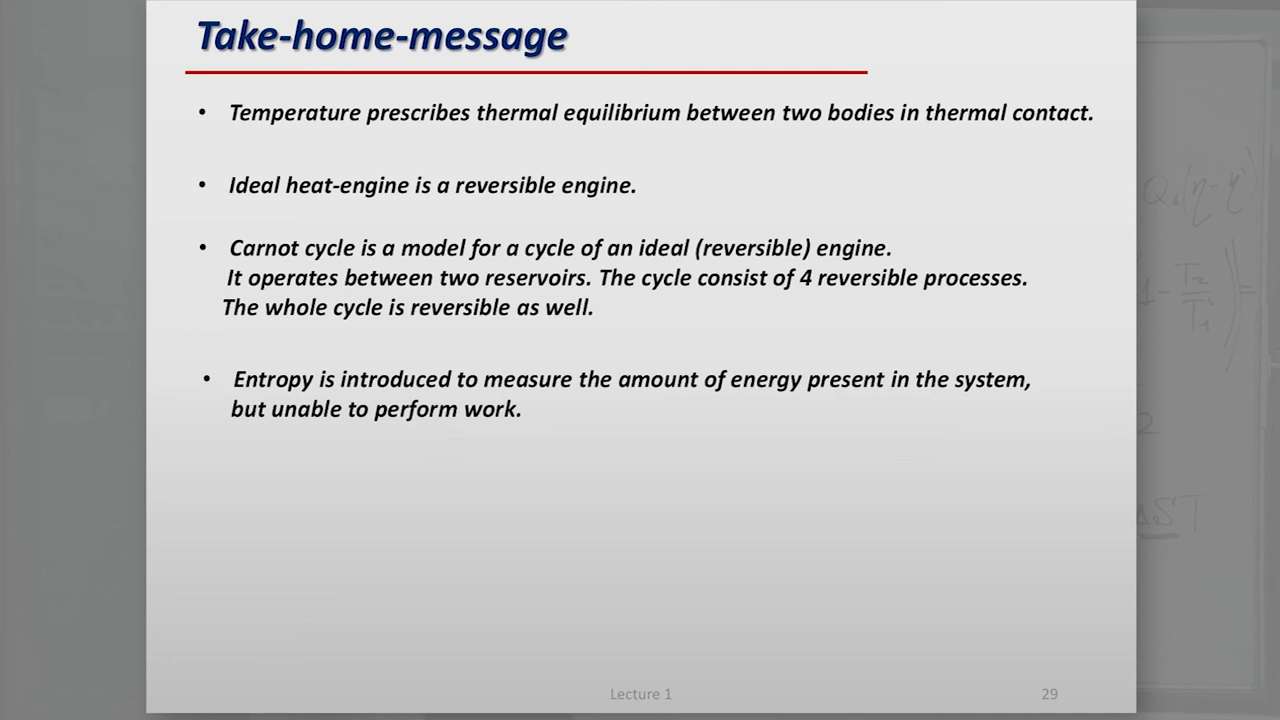 Take-home-message
• Temperature prescribes thermal equilibrium between two bodies in thermal contact.
• Ideal heat-engine is a reversible engine.
• Carnot cycle is a model for a cycle of an ideal (reversible) engine.
It operates between two reservoirs. The cycle consist of 4 reversible processes.
The whole cycle is reversible as well.
• Entropy is introduced to measure the amount of energy present in the system,
but unable to perform work.
Lecture 1
29